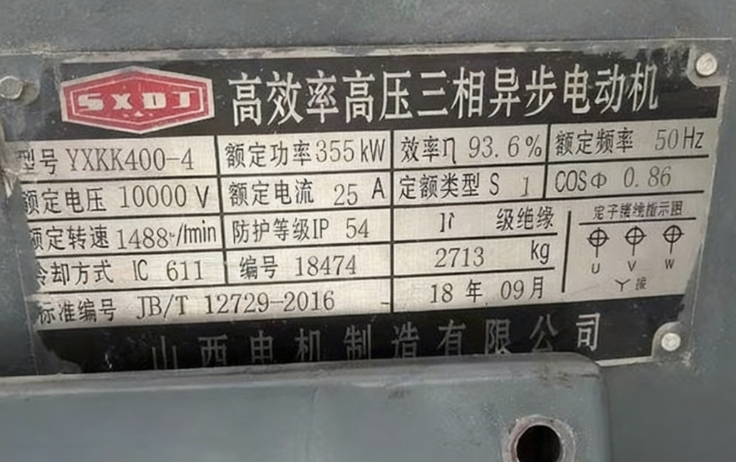 SXDJ 高效率高压三相异步电动机
型号 YXKK400-4 额定功率 355 kW 效率η 93.6% 额定频率 50 Hz
额定电压 10000 V 额定电流 25 A 定额类型 S 1 COSΦ 0.86
额定转速 1488 r/min 防护等级IP 54 级绝缘 定子接线指示图
冷却方式 IC 611 编号 18474 2713 kg U V W
标准编号 JB/T 12729-2016 18 年 09 月 Y 接
山西电机制造有限公司